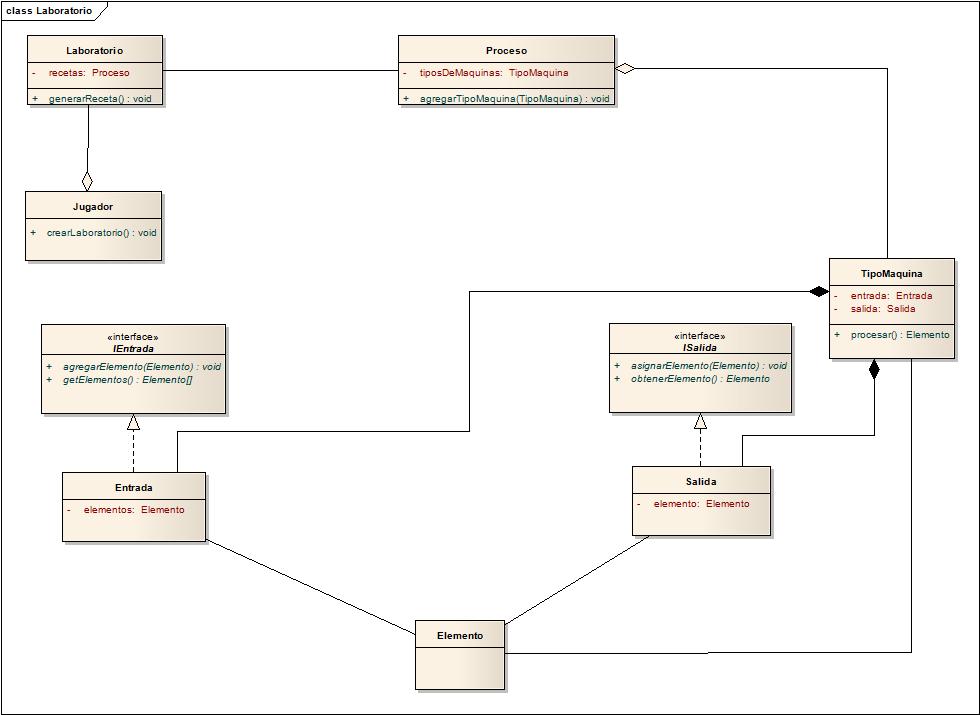 class Laboratorio
Laboratorio
- recetas: Proceso
+ generarReceta() : void
Proceso
- tiposDeMaquinas: TipoMaquina
+ agregarTipoMaquina(TipoMaquina) : void
Jugador
+ crearLaboratorio() : void
TipoMaquina
- entrada: Entrada
- salida: Salida
+ procesar() : Elemento
«interface»
IEntrada
+ agregarElemento(Elemento) : void
+ getElementos() : Elemento[]
«interface»
ISalida
+ asignarElemento(Elemento) : void
+ obtenerElemento() : Elemento
Entrada
- elementos: Elemento
Salida
- elemento: Elemento
Elemento